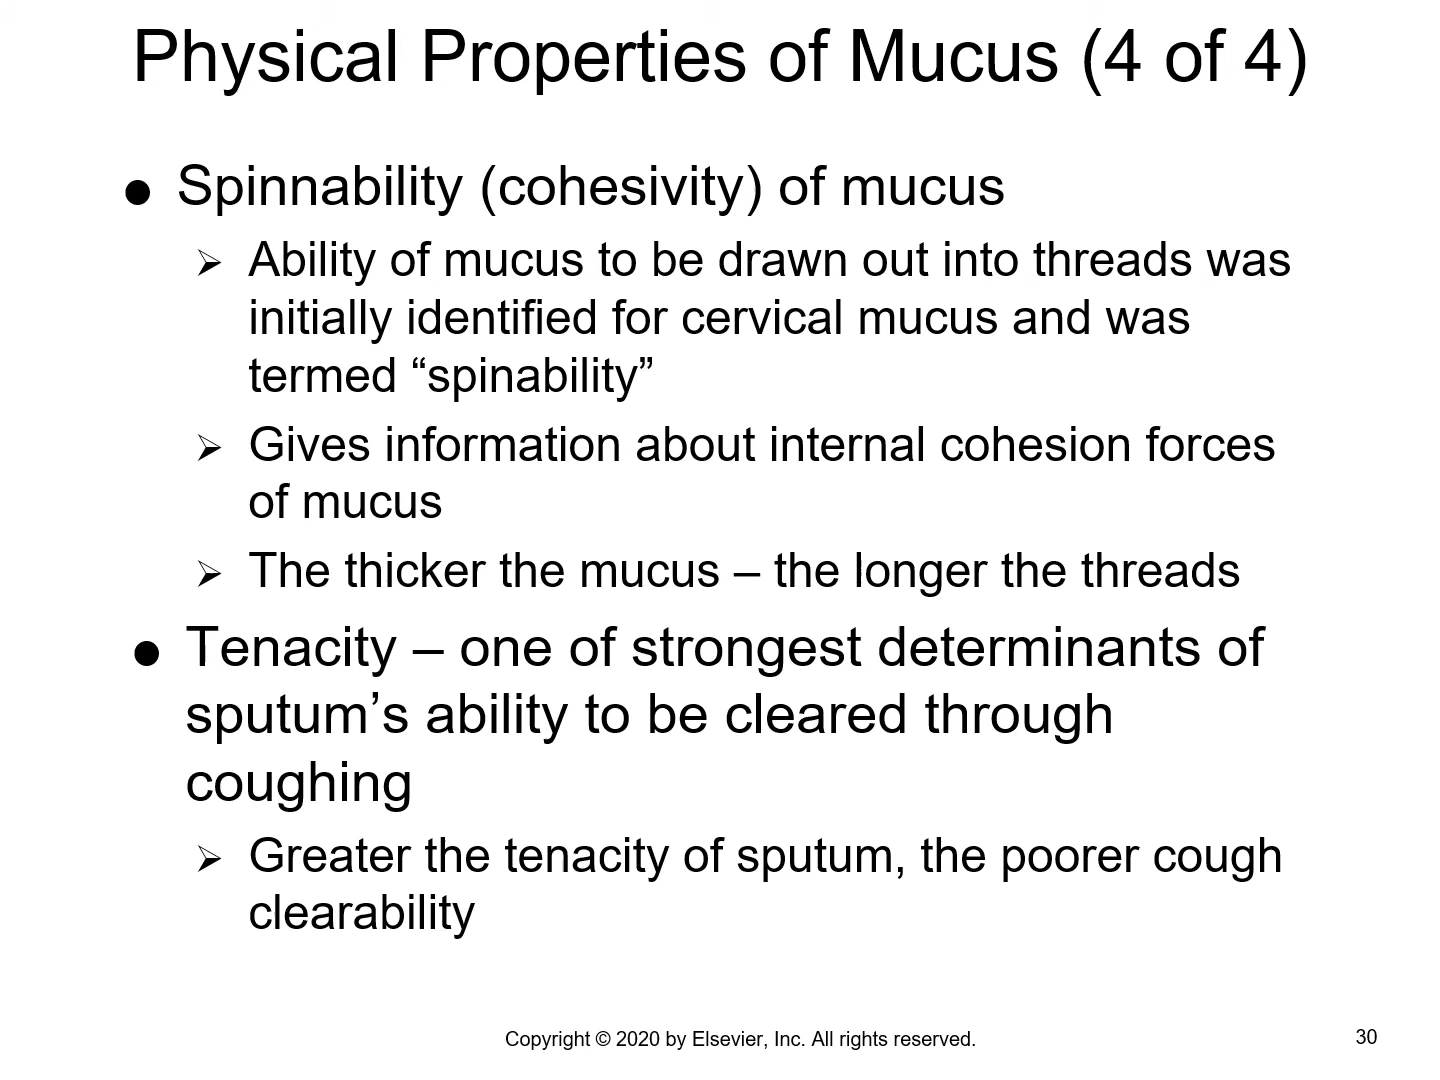 Physical Properties of Mucus (4 of 4)
● Spinnability (cohesivity) of mucus
➢ Ability of mucus to be drawn out into threads was
initially identified for cervical mucus and was
termed “spinability”
➢ Gives information about internal cohesion forces
of mucus
➢ The thicker the mucus – the longer the threads
● Tenacity – one of strongest determinants of
sputum’s ability to be cleared through
coughing
➢ Greater the tenacity of sputum, the poorer cough
clearability
Copyright © 2020 by Elsevier, Inc. All rights reserved.
30